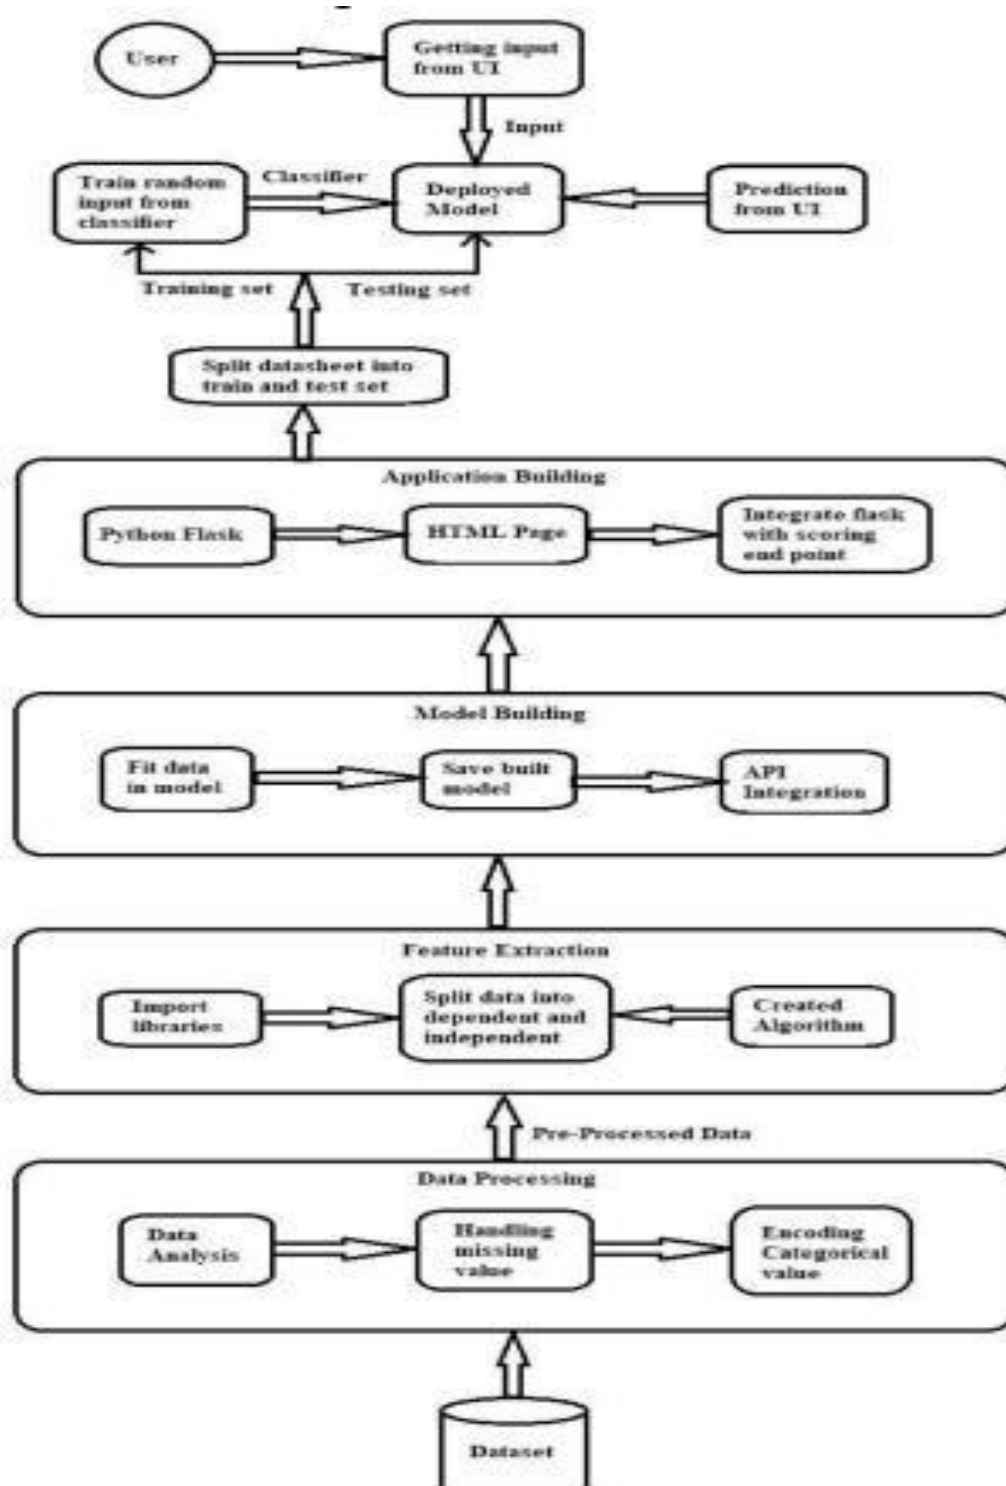 User
Getting input
from UI
Input
Train random
input from
classifier
Classifier
Deployed
Model
Prediction
from UI
Training set
Testing set
Split datasheet into
train and test set
Application Building
Python Flask
HTML Page
Integrate flask
with scoring
end point
Model Building
Fit data
in model
Save built
model
API
Integration
Feature Extraction
Import
libraries
Split data into
dependent and
independent
Created
Algorithm
Pre-Processed Data
Data Processing
Data
Analysis
Handling
missing
value
Encoding
Categorical
value
Dataset